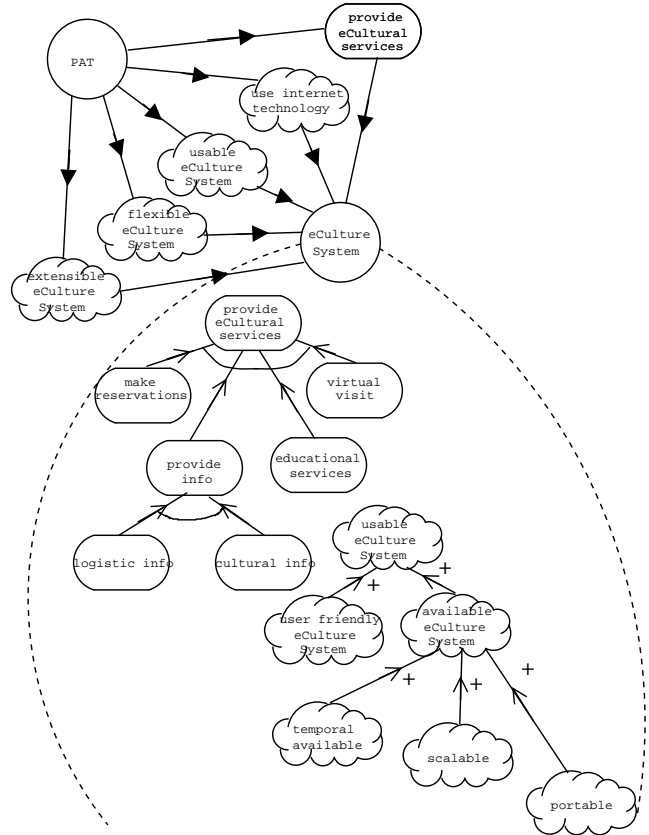 provide
eCultural
services
PAT
use internet
technology
usable
eCulture
System
flexible
eCulture
System
eCulture
System
extensible
eCulture
System
provide
eCultural
services
make
reservations
virtual
visit
provide
info
educational
services
logistic info
cultural info
usable
eCulture
System
+
+
user friendly
eCulture
System
available
eCulture
System
+
+
+
temporal
available
scalable
portable